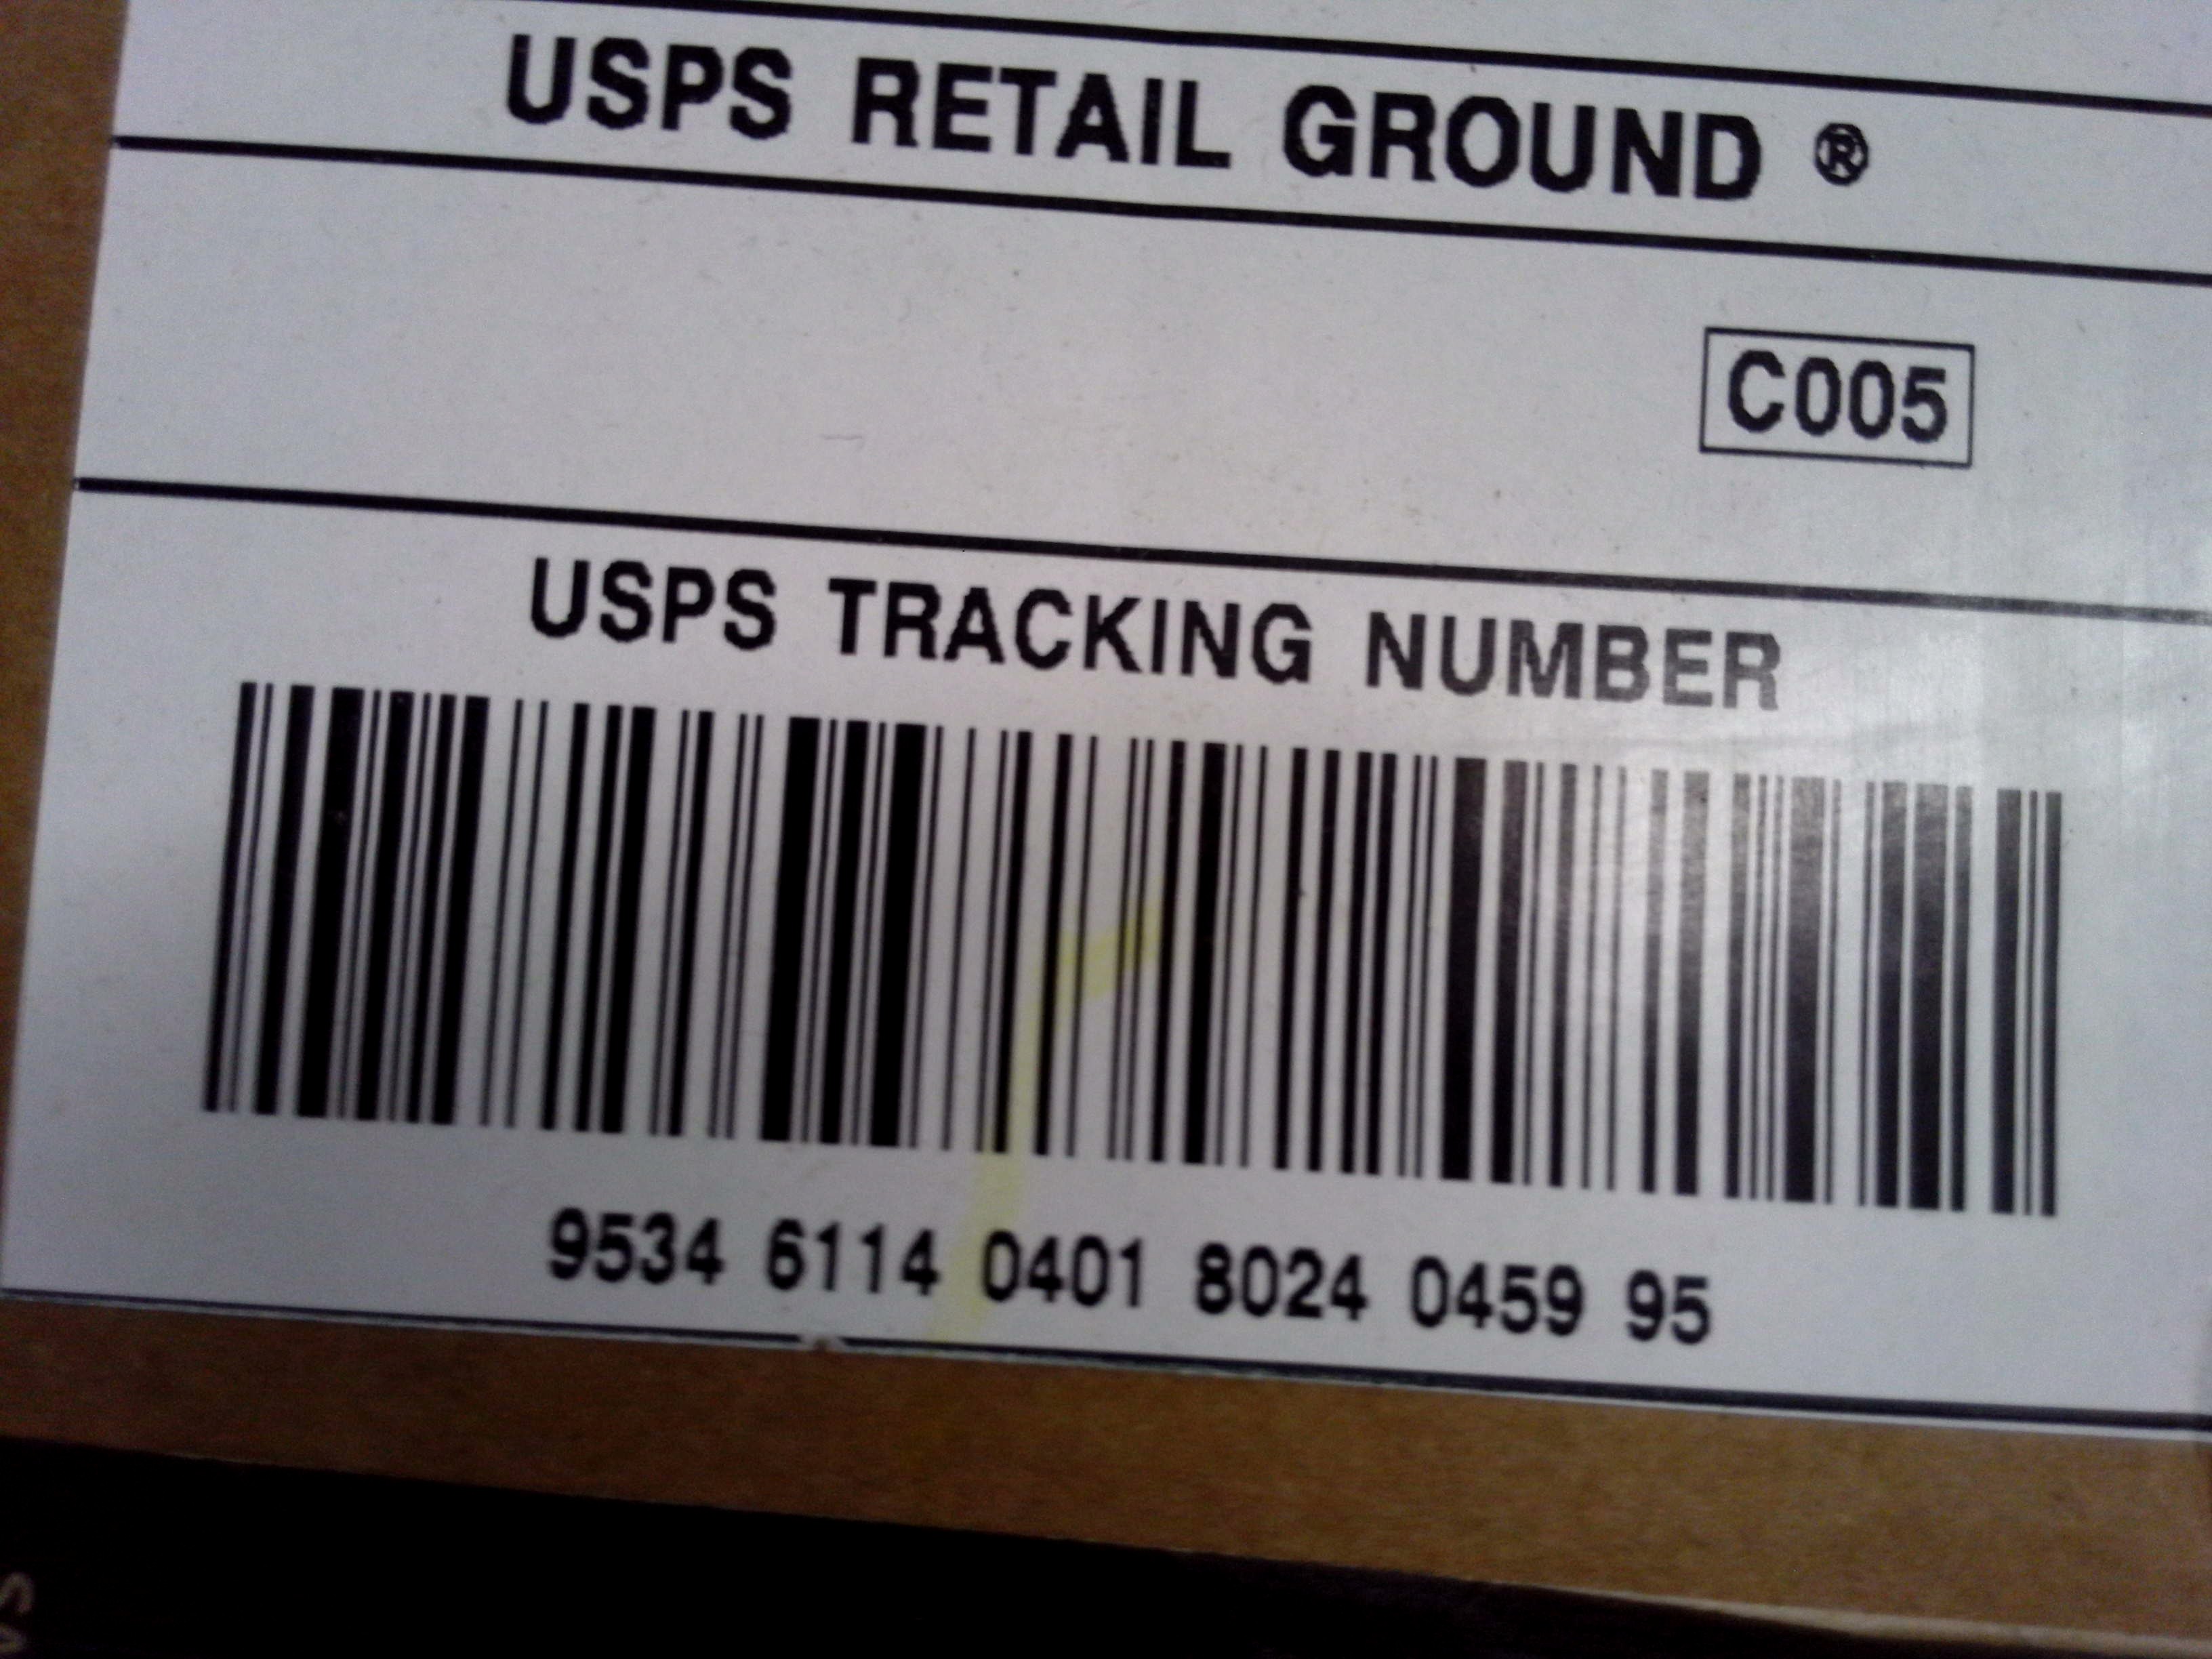 USPS RETAIL GROUND ®
C005
USPS TRACKING NUMBER
9534 6114 0401 8024 0459 95